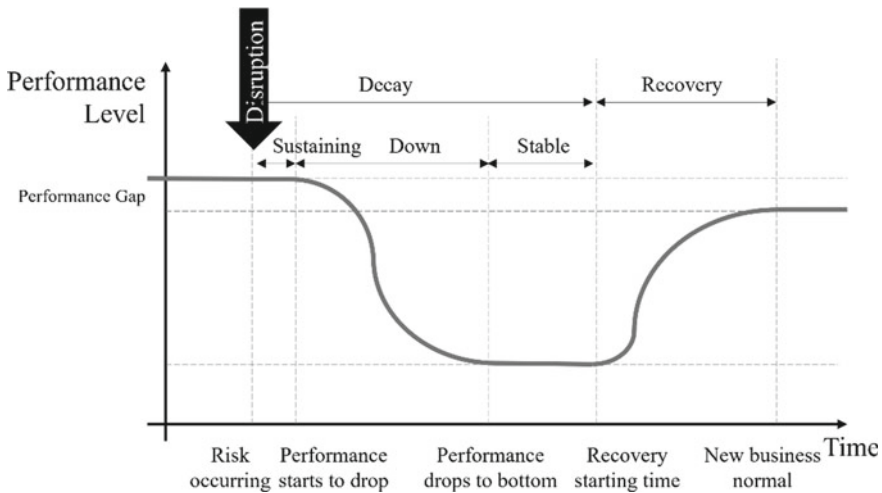 Disruption
Performance
Level
Decay
Recovery
Sustaining
Down
Stable
Performance Gap
Time
Risk
occurring
Performance
starts to drop
Performance
drops to bottom
Recovery
starting time
New business
normal